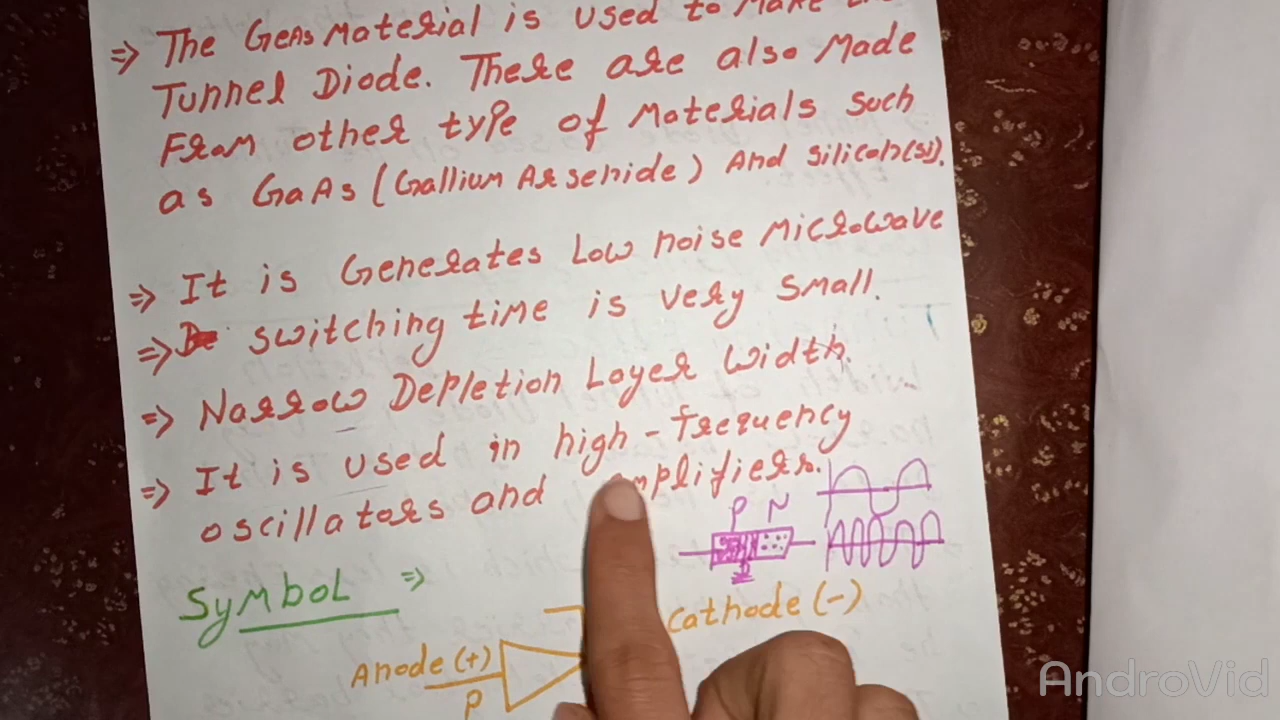 ⇒ The GeAs Material is used to Make the
Tunnel Diode. There are also Made
From other type of Materials such
as GaAs (Gallium Arsenide) And silicon(si).
⇒ It is Generates Low noise Microwave
⇒ switching time is very small.
⇒ Narrow Depletion Layer width.
⇒ It is used in high-frequency
oscillators and amplifiers.
P N
Symbol ⇒
Cathode (-)
Anode (+)
P
AndroVid